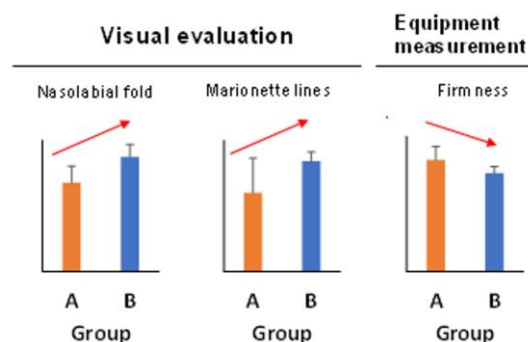 Visual evaluation
Equipment
measurement
Nasolabial fold
Marionette lines
Firmness
A B
Group
A B
Group
A B
Group